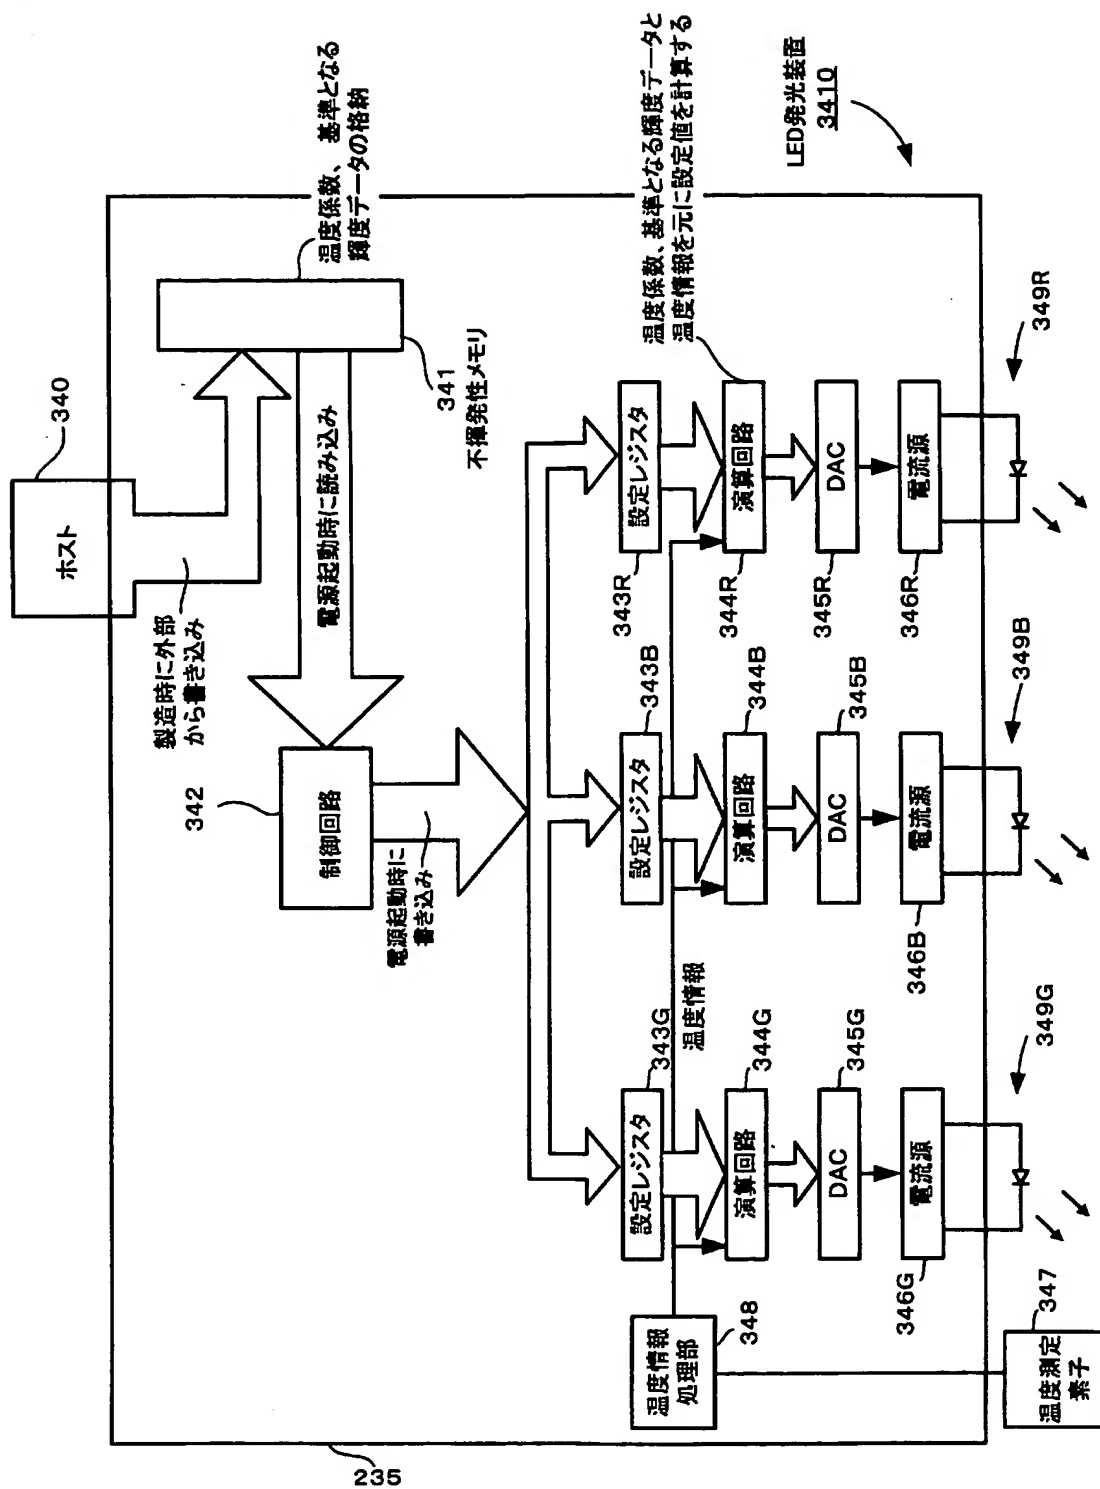 ホスト
340
製造時に外部
から書き込み
温度係数、基準となる
輝度データの格納
電源起動時に読み込み
341
不揮発性メモリ
342
制御回路
電源起動時に
書き込み
LED発光装置
3410
温度係数、基準となる輝度データと
温度情報を元に設定値を計算する
設定レジスタ
343G
設定レジスタ
343B
設定レジスタ
343R
温度情報
処理部
348
温度情報
演算回路
344G
演算回路
344B
演算回路
344R
DAC
345G
DAC
345B
DAC
345R
電流源
346G
電流源
346B
電流源
346R
349G
349B
349R
温度測定
素子
347
235